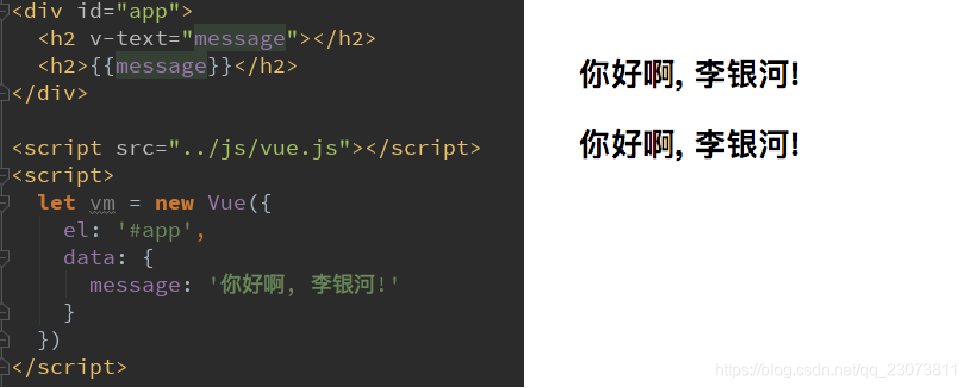 <div id="app">
  <h2 v-text="message"></h2>
  <h2>{{message}}</h2>
</div>
<script src="../js/vue.js"></script>
<script>
  let vm = new Vue({
    el: '#app',
    data: {
      message: '你好啊, 李银河!'
    }
  })
</script>
你好啊, 李银河!
你好啊, 李银河!
https://blog.csdn.net/qq_23073811